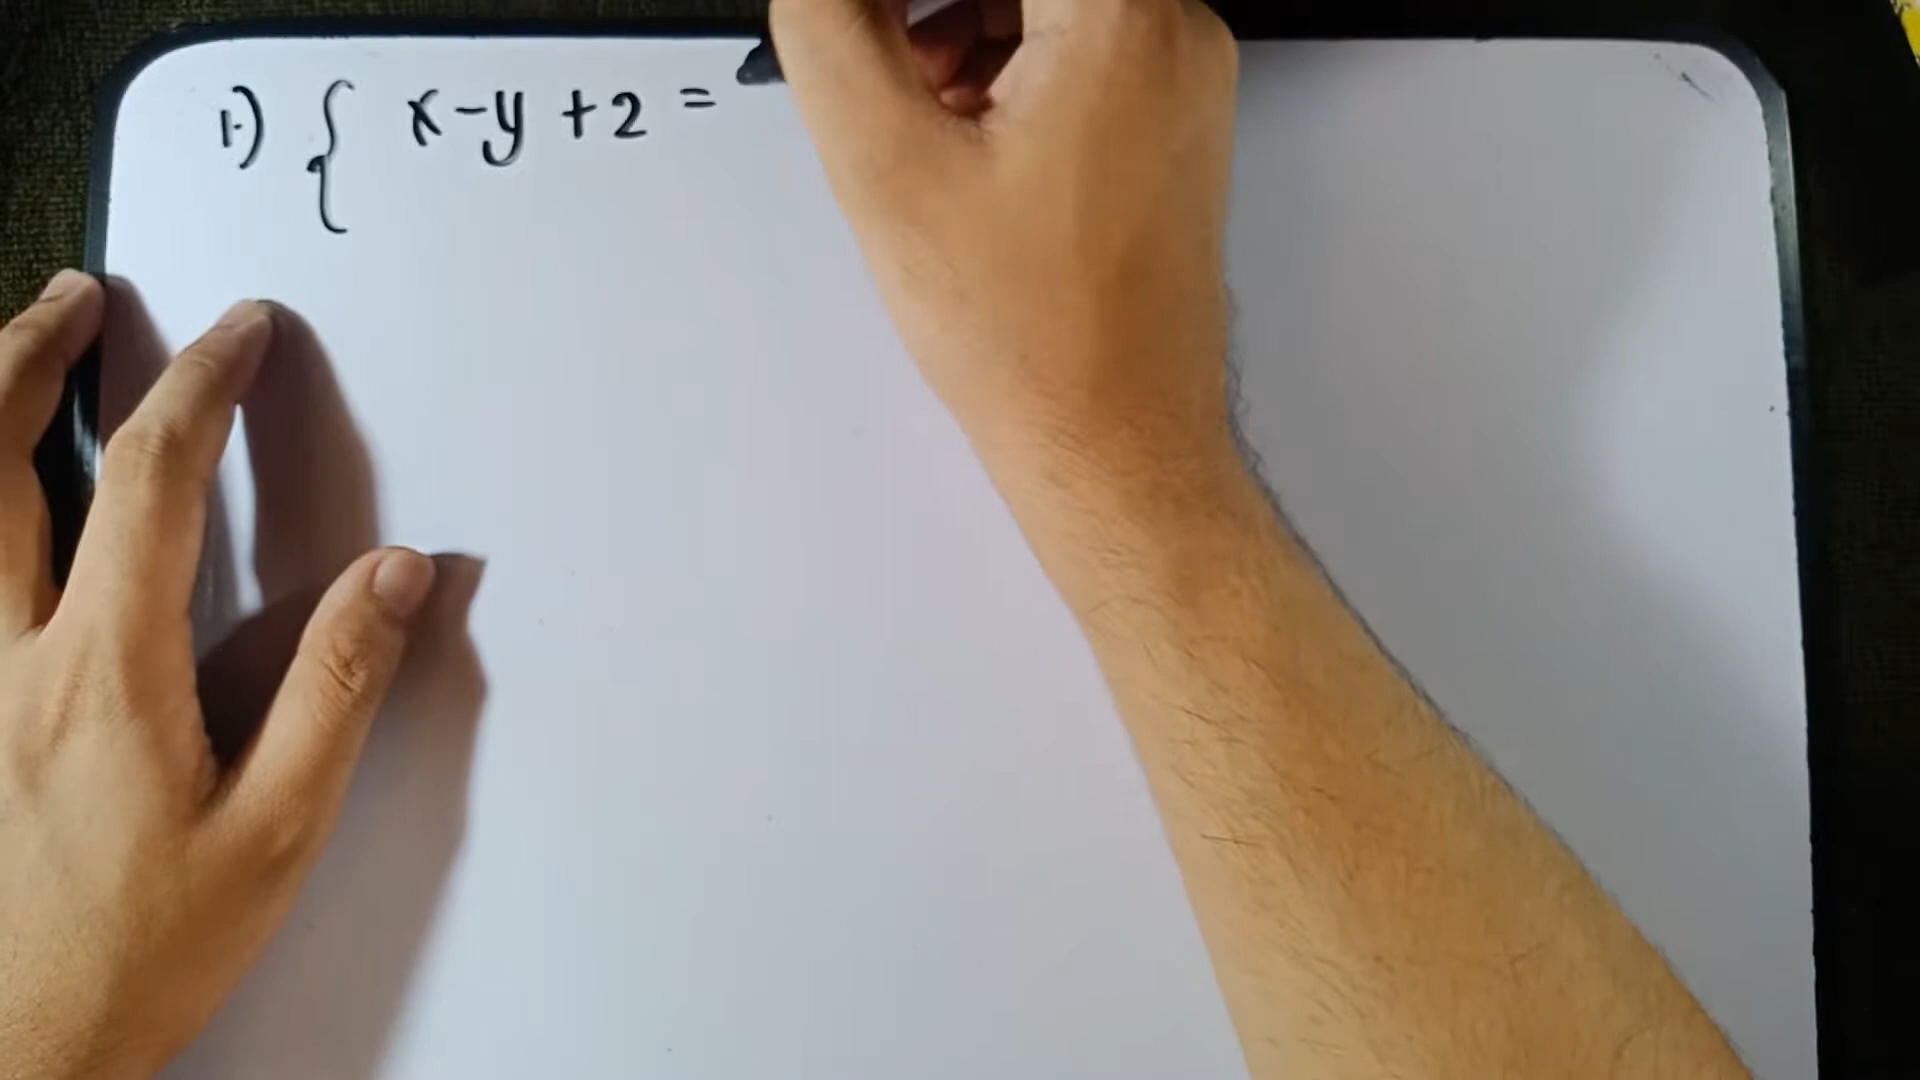 1.) { x-y +2 =